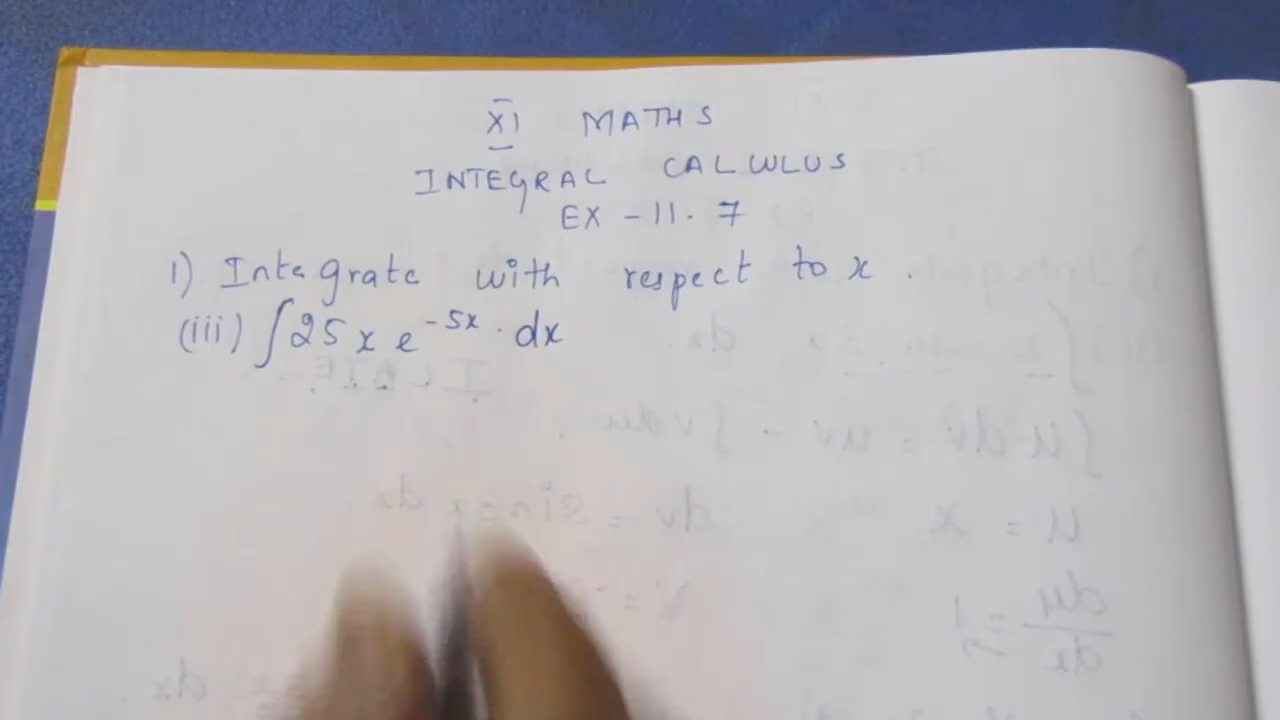 XI MATHS
INTEGRAL CALCULUS
EX - 11.7
1) Integrate with respect to x.
(iii) ∫25 x e^{-5x}. dx